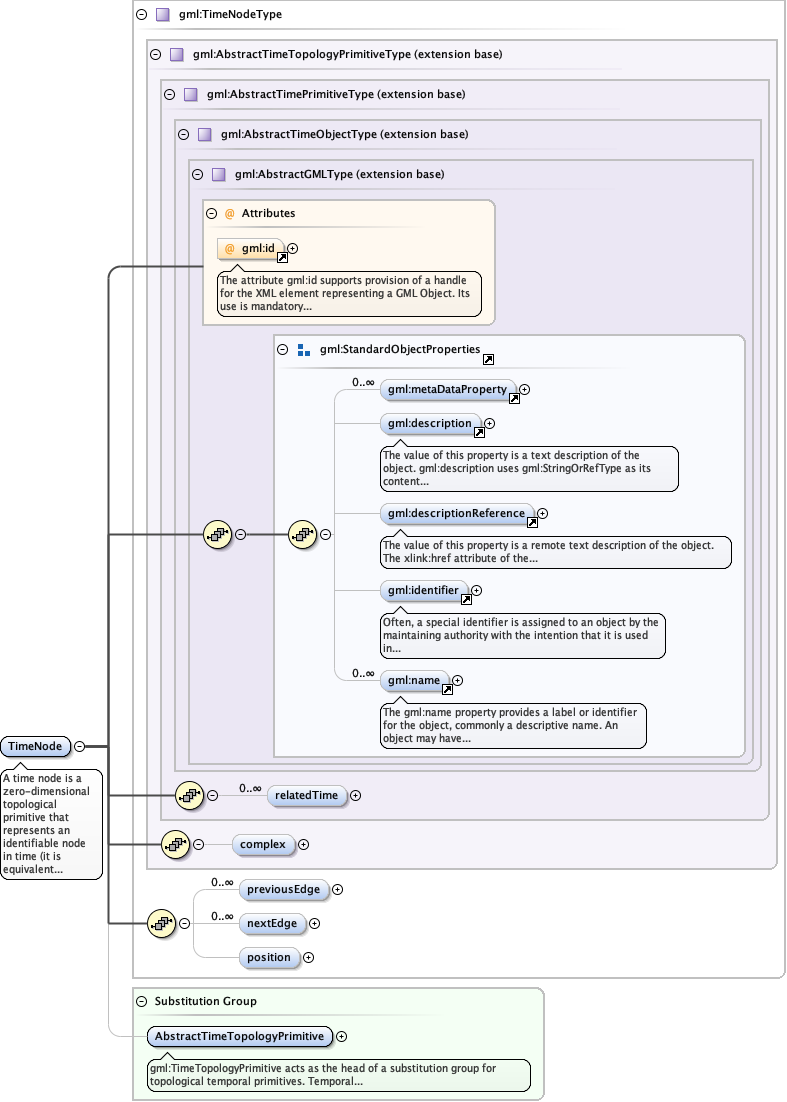 gml:TimeNodeType
gml:AbstractTimeTopologyPrimitiveType (extension base)
gml:AbstractTimePrimitiveType (extension base)
gml:AbstractTimeObjectType (extension base)
gml:AbstractGMLType (extension base)
@ Attributes
@ gml:id
The attribute gml:id supports provision of a handle
for the XML element representing a GML Object. Its
use is mandatory...
gml:StandardObjectProperties
0..∞ gml:metaDataProperty
gml:description
The value of this property is a text description of the
object. gml:description uses gml:StringOrRefType as its
content...
gml:descriptionReference
The value of this property is a remote text description of the object.
The xlink:href attribute of the...
gml:identifier
Often, a special identifier is assigned to an object by the
maintaining authority with the intention that it is used
in...
0..∞ gml:name
The gml:name property provides a label or identifier
for the object, commonly a descriptive name. An
object may have...
TimeNode
A time node is a
zero-dimensional
topological
primitive that
represents an
identifiable node
in time (it is
equivalent...
0..∞ relatedTime
complex
0..∞ previousEdge
0..∞ nextEdge
position
Substitution Group
AbstractTimeTopologyPrimitive
gml:TimeTopologyPrimitive acts as the head of a substitution group for
topological temporal primitives. Temporal...